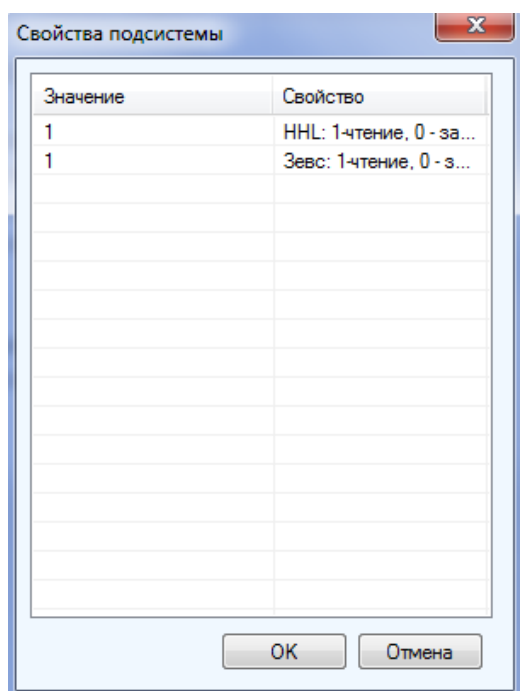 Свойства подсистемы
Значение Свойство
1 HHL: 1-чтение, 0 - за...
1 Зевс: 1-чтение, 0 - з...
OK Отмена